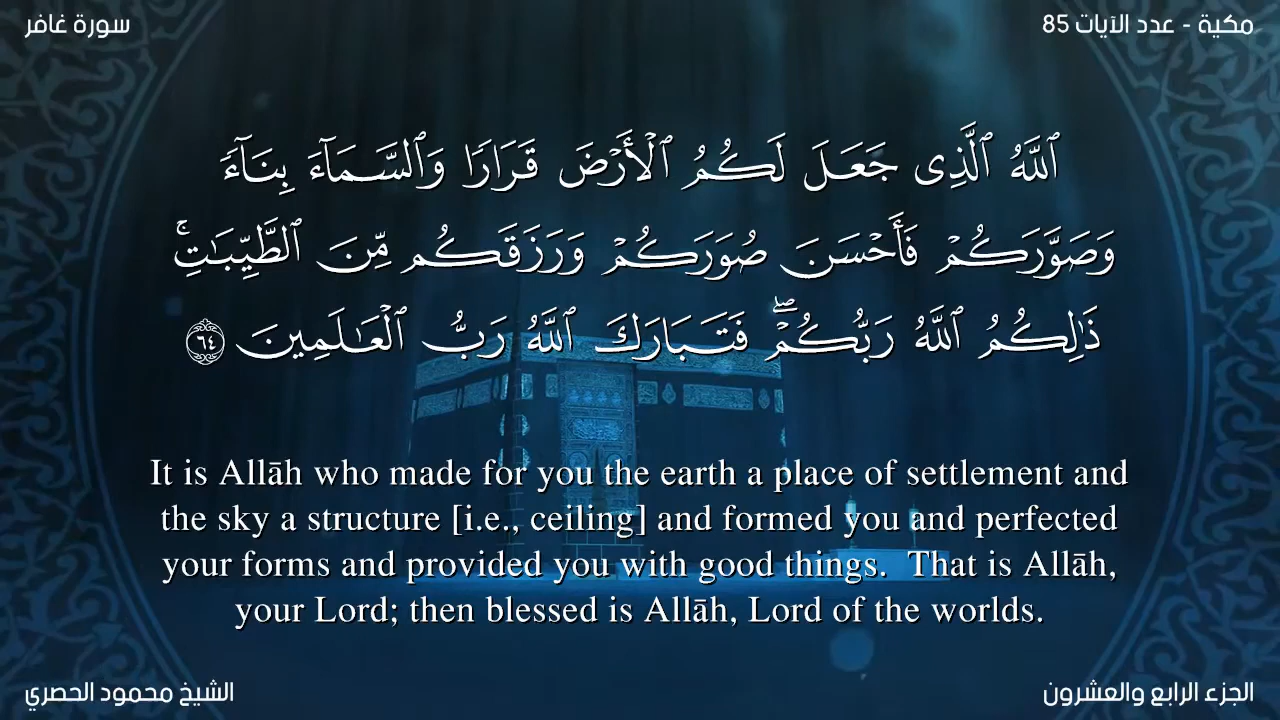 سورة غافر
مكية - عدد الآيات 85
ٱللَّهُ ٱلَّذِى جَعَلَ لَكُمُ ٱلْأَرْضَ قَرَارًا وَٱلسَّمَآءَ بِنَآءً
وَصَوَّرَكُمْ فَأَحْسَنَ صُوَرَكُمْ وَرَزَقَكُم مِّنَ ٱلطَّيِّبَـٰتِ ۚ
ذَٰلِكُمُ ٱللَّهُ رَبُّكُمْ ۖ فَتَبَارَكَ ٱللَّهُ رَبُّ ٱلْعَـٰلَمِينَ ٦٤
It is Allāh who made for you the earth a place of settlement and
the sky a structure [i.e., ceiling] and formed you and perfected
your forms and provided you with good things.  That is Allāh,
your Lord; then blessed is Allāh, Lord of the worlds.
الشيخ محمود الحصري
الجزء الرابع والعشرون